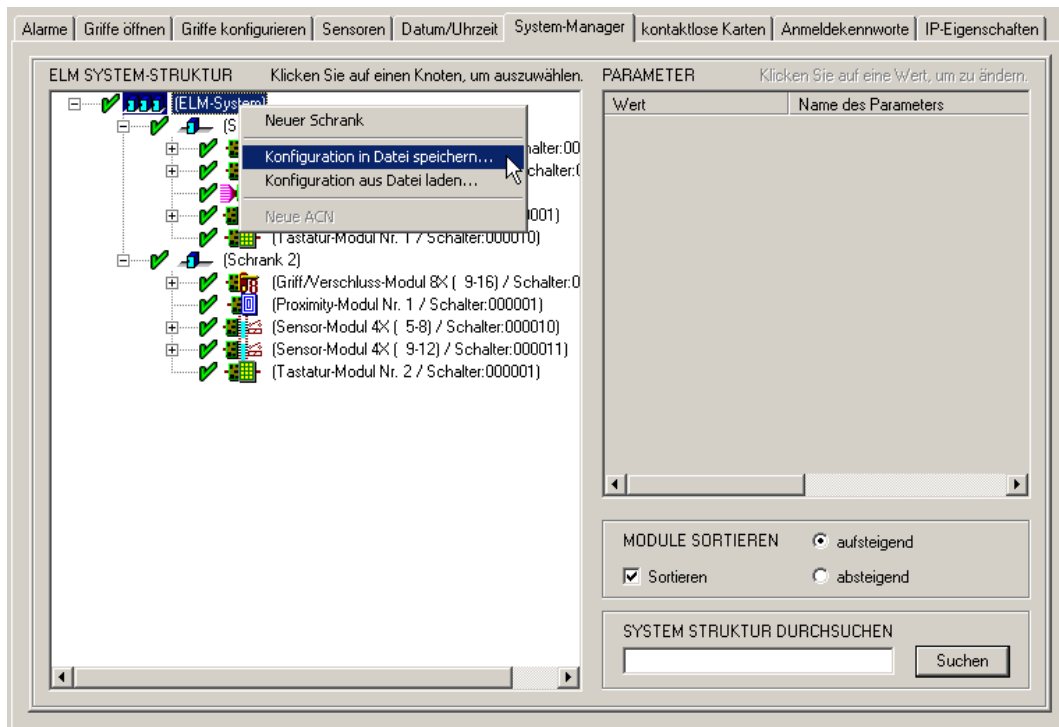 Alarme Griffe öffnen Griffe konfigurieren Sensoren Datum/Uhrzeit System-Manager kontaktlose Karten Anmeldekennworte IP-Eigenschaften
ELM SYSTEM-STRUKTUR Klicken Sie auf einen Knoten, um auszuwählen.
(ELM-System)
(S
Neuer Schrank
halter:00
Konfiguration in Datei speichern...
Konfiguration aus Datei laden...
Neue ACN
0001)
(Tastatur-Modul Nr. 1 / Schalter:000010)
(Schrank 2)
(Griff/Verschluss-Modul 8X ( 9-16) / Schalter:0
(Proximity-Modul Nr. 1 / Schalter:000001)
(Sensor-Modul 4X ( 5-8) / Schalter:000010)
(Sensor-Modul 4X ( 9-12) / Schalter:000011)
(Tastatur-Modul Nr. 2 / Schalter:000001)
PARAMETER Klicken Sie auf eine Wert, um zu ändern.
Wert Name des Parameters
MODULE SORTIEREN
aufsteigend
Sortieren
absteigend
SYSTEM STRUKTUR DURCHSUCHEN
Suchen